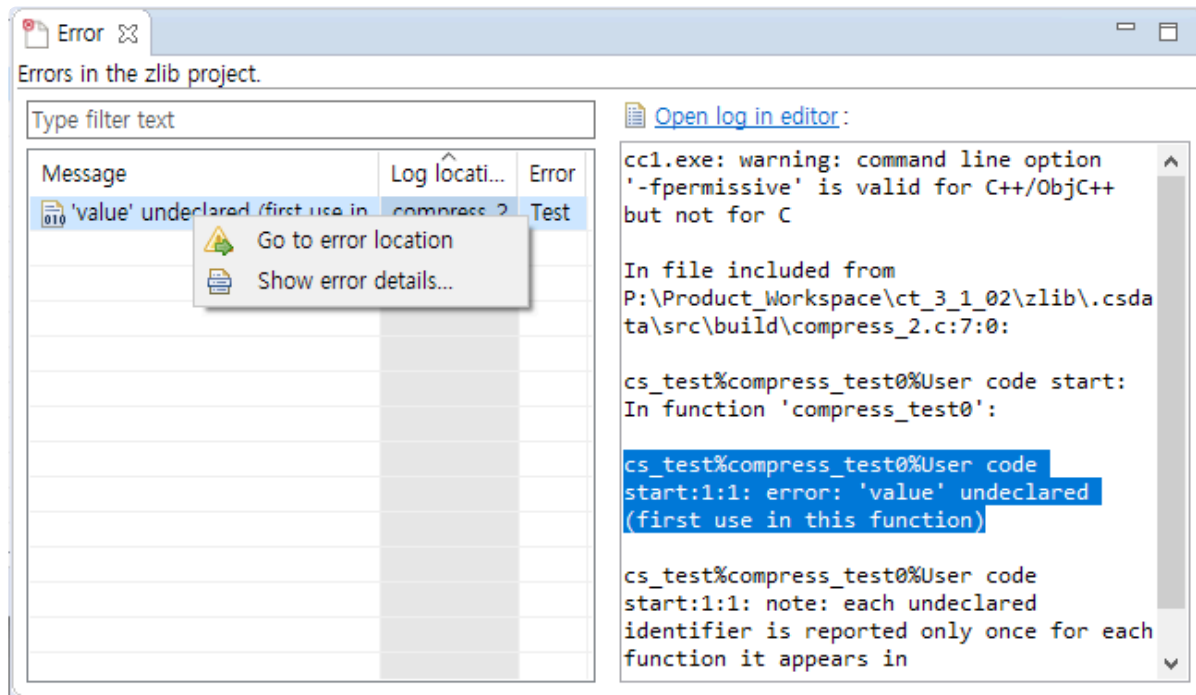 Error
Errors in the zlib project.
Type filter text
Message
Log locati...
Error
'value' undeclared (first use in
compress_2
Test
Go to error location
Show error details...
Open log in editor:
cc1.exe: warning: command line option
'-fpermissive' is valid for C++/ObjC++
but not for C
In file included from
P:\Product_Workspace\ct_3_1_02\zlib\.csda
ta\src\build\compress_2.c:7:0:
cs_test%compress_test0%User code start:
In function 'compress_test0':
cs_test%compress_test0%User code
start:1:1: error: 'value' undeclared
(first use in this function)
cs_test%compress_test0%User code
start:1:1: note: each undeclared
identifier is reported only once for each
function it appears in